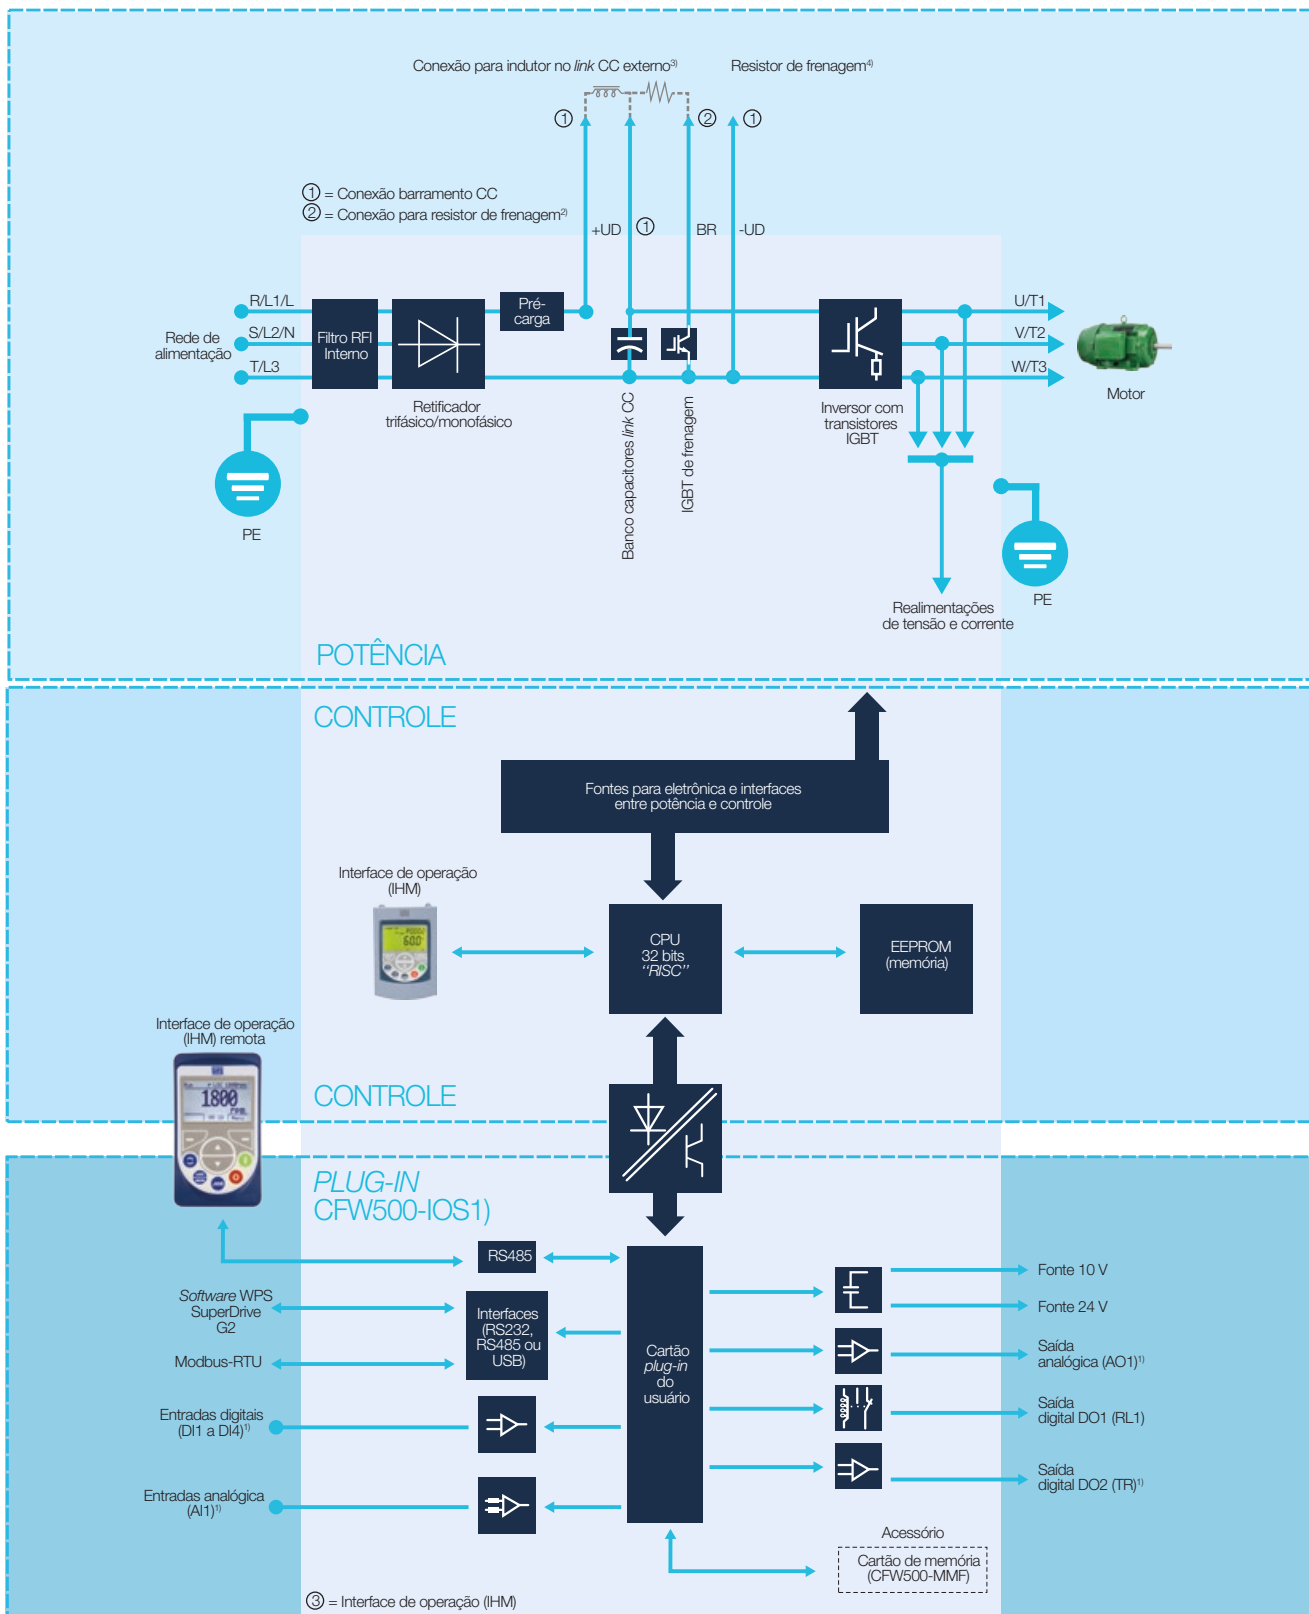 Conexão para indutor no link CC externo³⁾
Resistor de frenagem⁴⁾
① ② ①
① = Conexão barramento CC
② = Conexão para resistor de frenagem²⁾
+UD ① BR -UD
R/L1/L
S/L2/N
T/L3
Rede de
alimentação
Filtro RFI
Interno
Pré-
carga
Retificador
trifásico/monofásico
Banco capacitores link CC
IGBT de frenagem
Inversor com
transistores
IGBT
U/T1
V/T2
W/T3
Motor
PE
PE
Realimentações
de tensão e corrente
POTÊNCIA
CONTROLE
Fontes para eletrônica e interfaces
entre potência e controle
Interface de operação
(IHM)
60.0
CPU
32 bits
"RISC"
EEPROM
(memória)
Interface de operação
(IHM) remota
1800
CONTROLE
PLUG-IN
CFW500-IOS1)
RS485
Software WPS
SuperDrive
G2
Modbus-RTU
Interfaces
(RS232,
RS485 ou
USB)
Entradas digitais
(DI1 a DI4)¹⁾
Entradas analógica
(AI1)¹⁾
Cartão
plug-in
do
usuário
Fonte 10 V
Fonte 24 V
Saída
analógica (AO1)¹⁾
Saída
digital DO1 (RL1)
Saída
digital DO2 (TR)¹⁾
Acessório
Cartão de memória
(CFW500-MMF)
③ = Interface de operação (IHM)